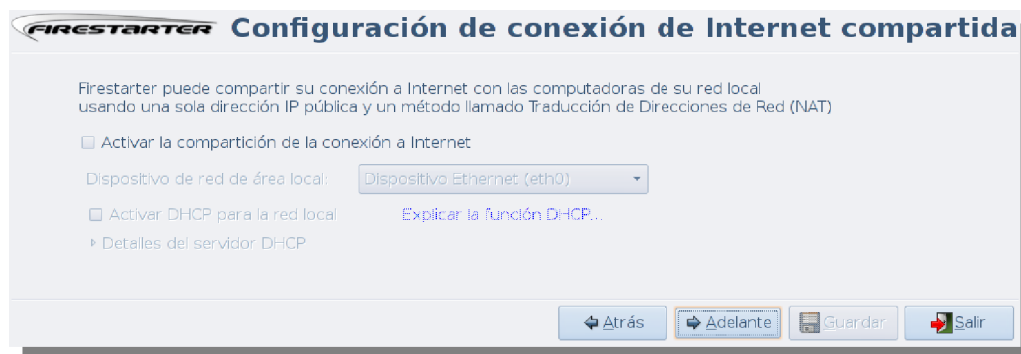 FIRESTARTER Configuración de conexión de Internet compartida
Firestarter puede compartir su conexión a Internet con las computadoras de su red local
usando una sola dirección IP pública y un método llamado Traducción de Direcciones de Red (NAT)
Activar la compartición de la conexión a Internet
Dispositivo de red de área local: Dispositivo Ethernet (eth0)
Activar DHCP para la red local Explicar la función DHCP...
Detalles del servidor DHCP
Atrás Adelante Guardar Salir